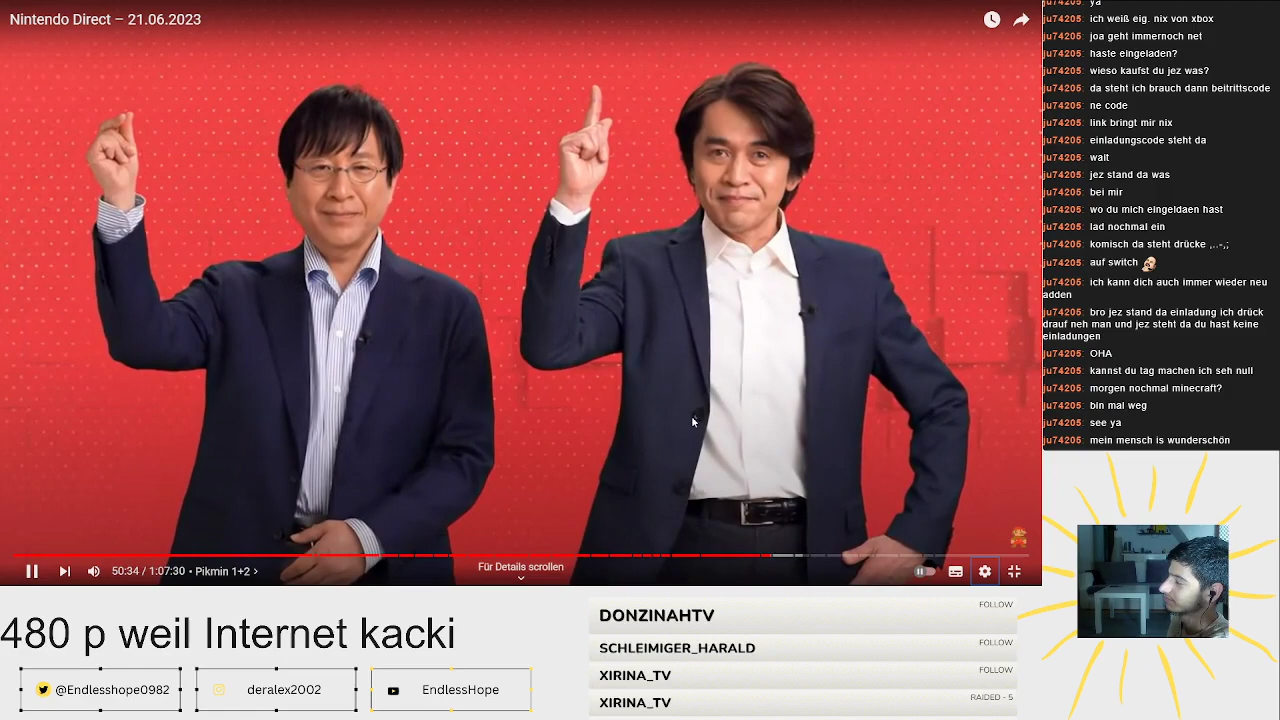 Nintendo Direct – 21.06.2023
50:34 / 1:07:30 • Pikmin 1+2 ›
Für Details scrollen
ju74205: ya
ju74205: ich weiß eig. nix von xbox
ju74205: joa geht immernoch net
ju74205: haste eingeladen?
ju74205: wieso kaufst du jez was?
ju74205: da steht ich brauch dann beitrittscode
ju74205: ne code
ju74205: link bringt mir nix
ju74205: einladungscode steht da
ju74205: wait
ju74205: jez stand da was
ju74205: bei mir
ju74205: wo du mich eingeldaen hast
ju74205: lad nochmal ein
ju74205: komisch da steht drücke ,..-,;
ju74205: auf switch
ju74205: ich kann dich auch immer wieder neu
adden
ju74205: bro jez stand da einladung ich drück
drauf neh man und jez steht da du hast keine
einladungen
ju74205: OHA
ju74205: kannst du tag machen ich seh null
ju74205: morgen nochmal minecraft?
ju74205: bin mal weg
ju74205: see ya
ju74205: mein mensch is wunderschön
480 p weil Internet kacki
@Endlesshope0982
deralex2002
EndlessHope
DONZINAHTV FOLLOW
SCHLEIMIGER_HARALD FOLLOW
XIRINA_TV FOLLOW
XIRINA_TV RAIDED - 5